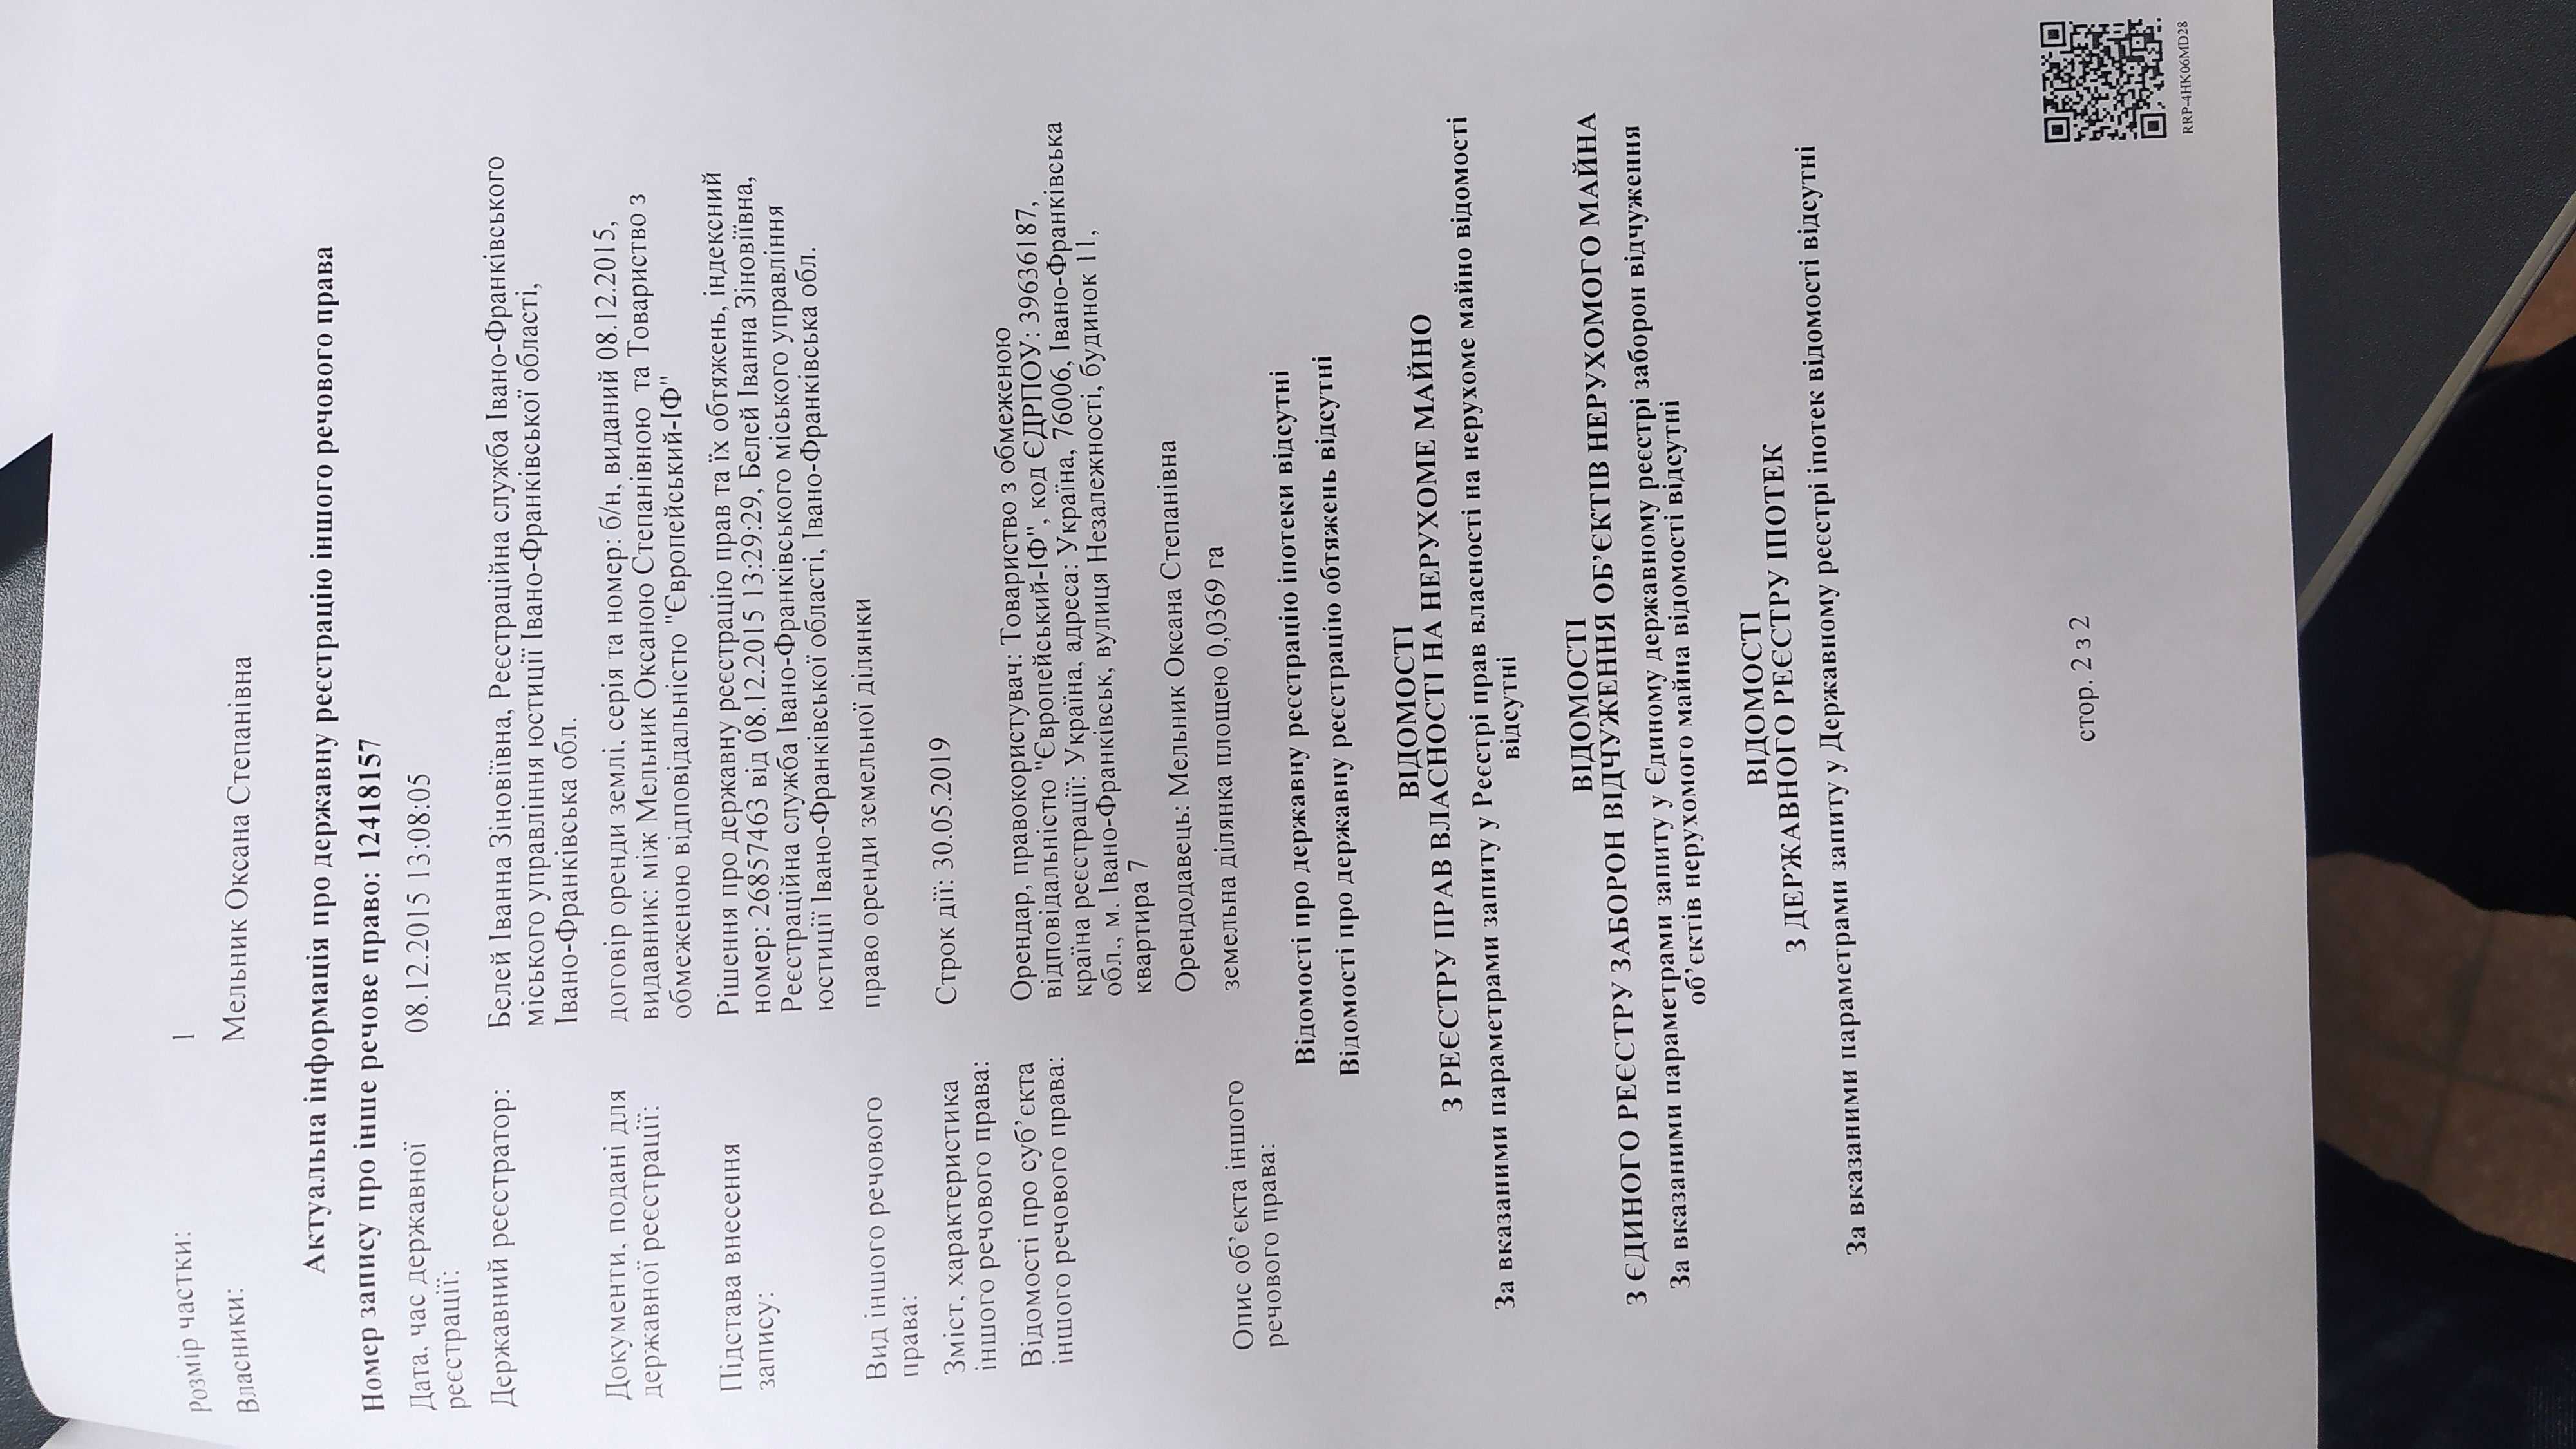 Розмір частки: 1
Власники: Мельник Оксана Степанівна
Актуальна інформація про державну реєстрацію іншого речового права
Номер запису про інше речове право: 12418157
Дата, час державної 08.12.2015 13:08:05
реєстрації:
Державний реєстратор: Белей Іванна Зіновіївна, Реєстраційна служба Івано-Франківського
міського управління юстиції Івано-Франківської області,
Івано-Франківська обл.
Документи, подані для договір оренди землі, серія та номер: б/н, виданий 08.12.2015,
державної реєстрації: видавник: між Мельник Оксаною Степанівною та Товариство з
обмеженою відповідальністю "Європейський-ІФ"
Підстава внесення Рішення про державну реєстрацію прав та їх обтяжень, індексний
запису: номер: 26857463 від 08.12.2015 13:29:29, Белей Іванна Зіновіївна,
Реєстраційна служба Івано-Франківського міського управління
юстиції Івано-Франківської області, Івано-Франківська обл.
Вид іншого речового право оренди земельної ділянки
права:
Зміст, характеристика Строк дії: 30.05.2019
іншого речового права:
Відомості про суб’єкта Орендар, правокористувач: Товариство з обмеженою
іншого речового права: відповідальністю "Європейський-ІФ", код ЄДРПОУ: 39636187,
країна реєстрації: Україна, адреса: Україна, 76006, Івано-Франківська
обл., м. Івано-Франківськ, вулиця Незалежності, будинок 11,
квартира 7
Орендодавець: Мельник Оксана Степанівна
Опис об’єкта іншого земельна ділянка площею 0,0369 га
речового права:
Відомості про державну реєстрацію іпотеки відсутні
Відомості про державну реєстрацію обтяжень відсутні
ВІДОМОСТІ
З РЕЄСТРУ ПРАВ ВЛАСНОСТІ НА НЕРУХОМЕ МАЙНО
За вказаними параметрами запиту у Реєстрі прав власності на нерухоме майно відомості
відсутні
ВІДОМОСТІ
З ЄДИНОГО РЕЄСТРУ ЗАБОРОН ВІДЧУЖЕННЯ ОБ’ЄКТІВ НЕРУХОМОГО МАЙНА
За вказаними параметрами запиту у Єдиному державному реєстрі заборон відчуження
об’єктів нерухомого майна відомості відсутні
ВІДОМОСТІ
З ДЕРЖАВНОГО РЕЄСТРУ ІПОТЕК
За вказаними параметрами запиту у Державному реєстрі іпотек відомості відсутні
стор. 2 з 2
RRP-4HK06MD28